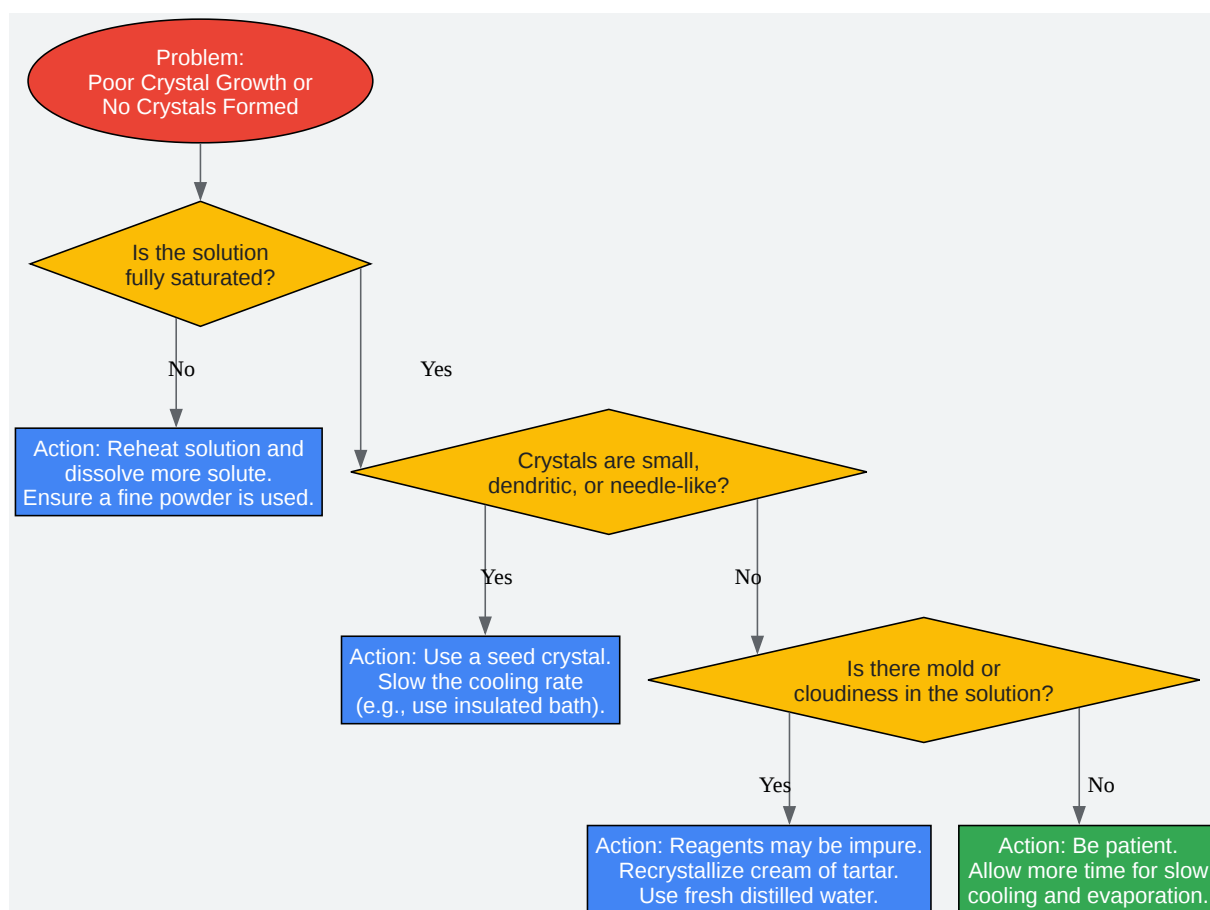 Problem:
Poor Crystal Growth or
No Crystals Formed
Is the solution
fully saturated?
No
Yes
Action: Reheat solution and
dissolve more solute.
Ensure a fine powder is used.
Crystals are small,
dendritic, or needle-like?
Yes
No
Action: Use a seed crystal.
Slow the cooling rate
(e.g., use insulated bath).
Is there mold or
cloudiness in the solution?
Yes
No
Action: Reagents may be impure.
Recrystallize cream of tartar.
Use fresh distilled water.
Action: Be patient.
Allow more time for slow
cooling and evaporation.